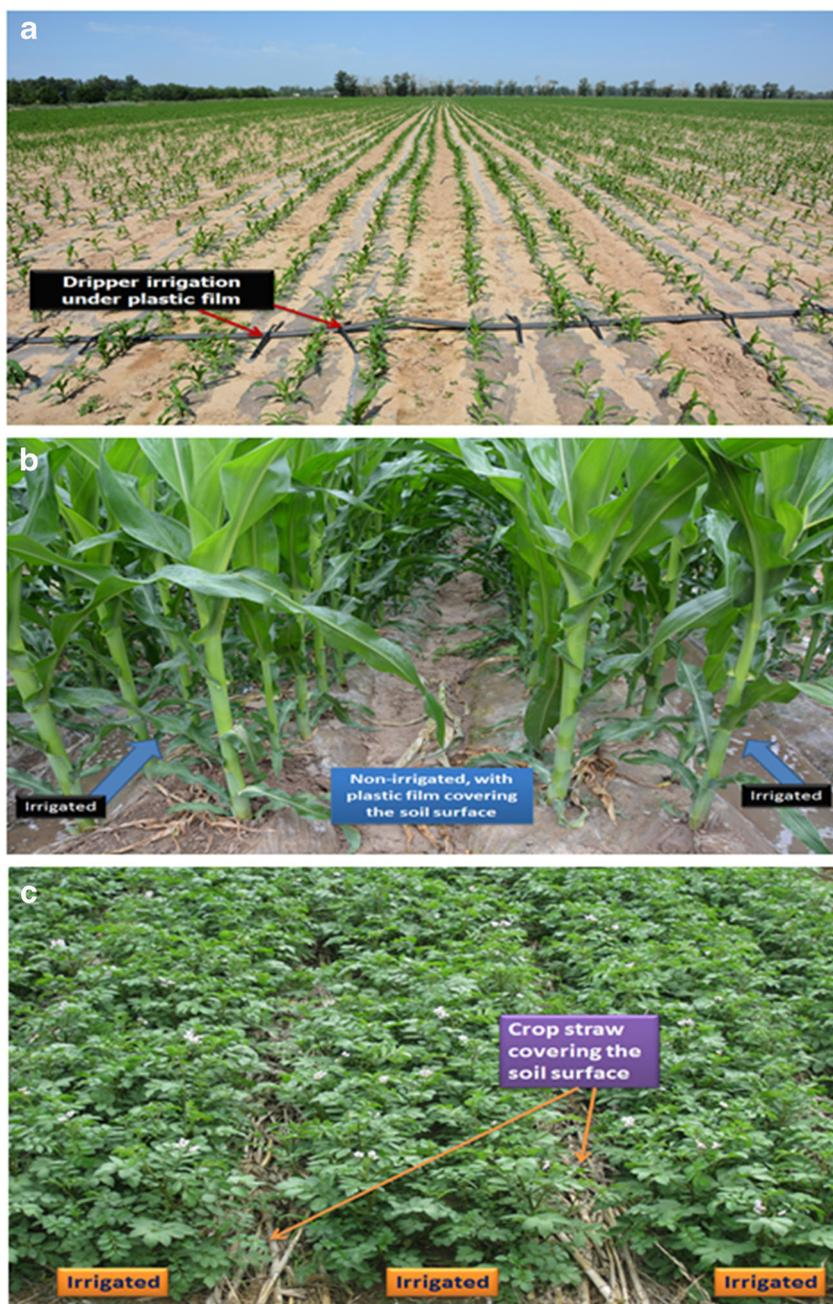 a
Dripper irrigation
under plastic film
b
Irrigated
Non-irrigated, with
plastic film covering
the soil surface
Irrigated
c
Crop straw
covering the
soil surface
Irrigated
Irrigated
Irrigated